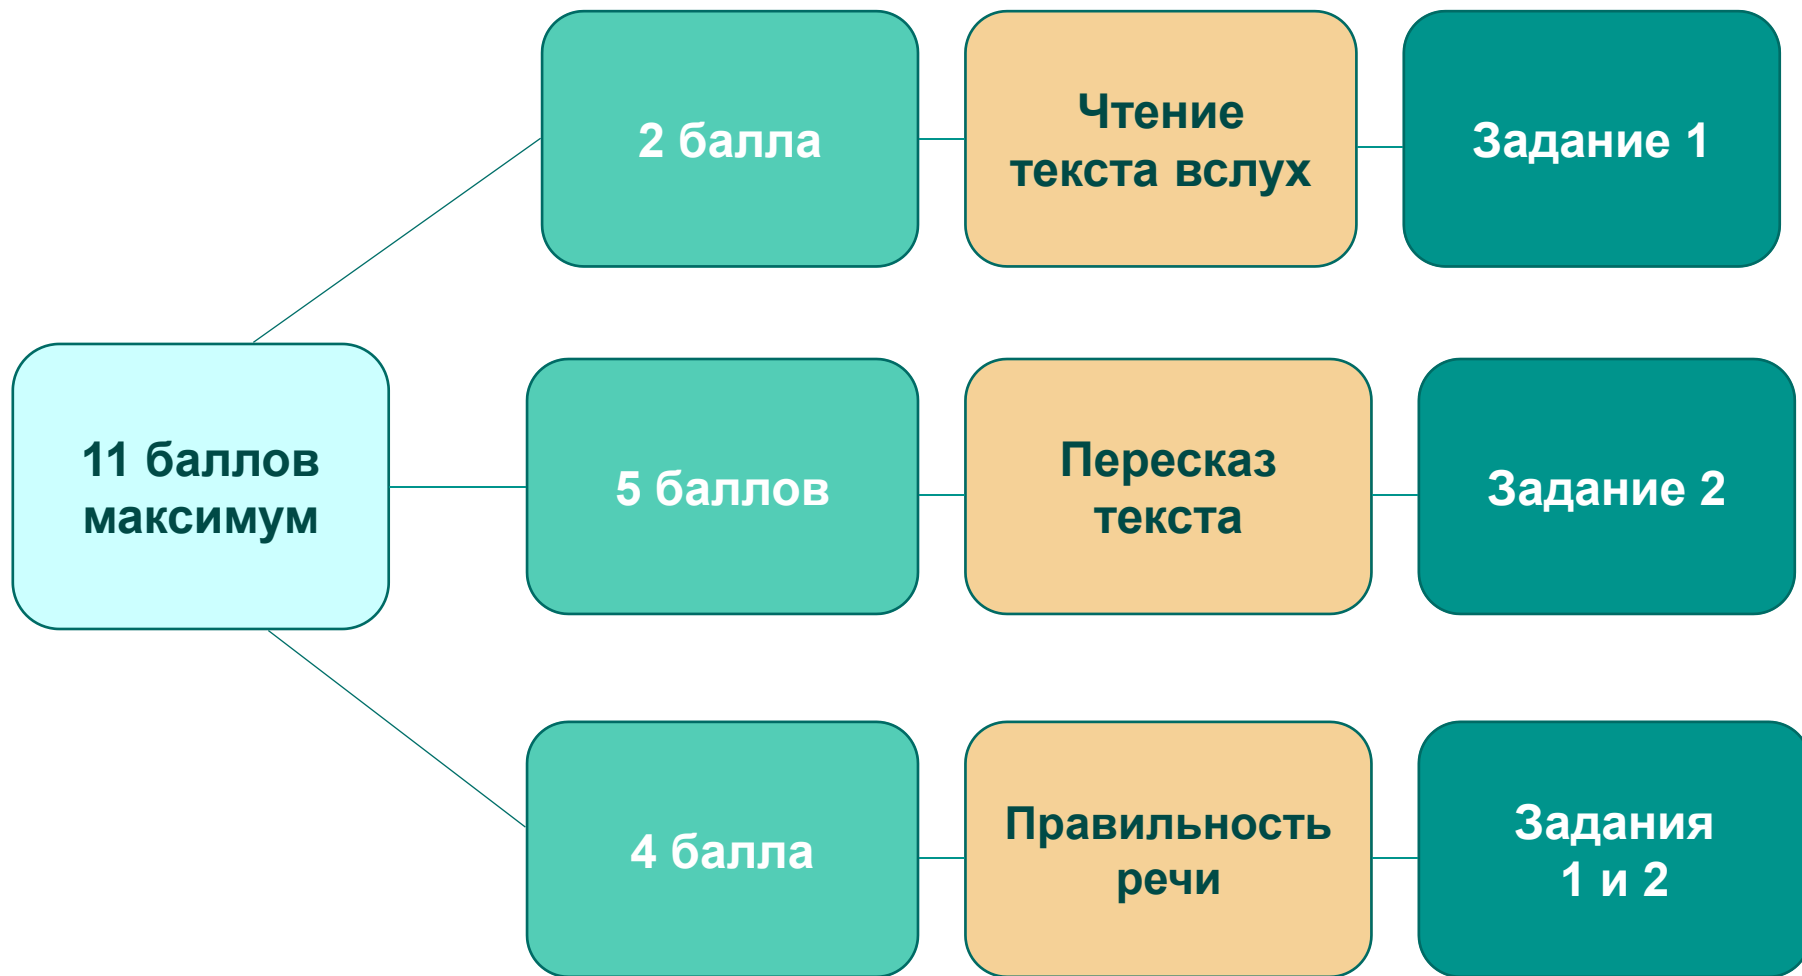 2 балла
Чтение
текста вслух
Задание 1
11 баллов
максимум
5 баллов
Пересказ
текста
Задание 2
4 балла
Правильность
речи
Задания
1 и 2